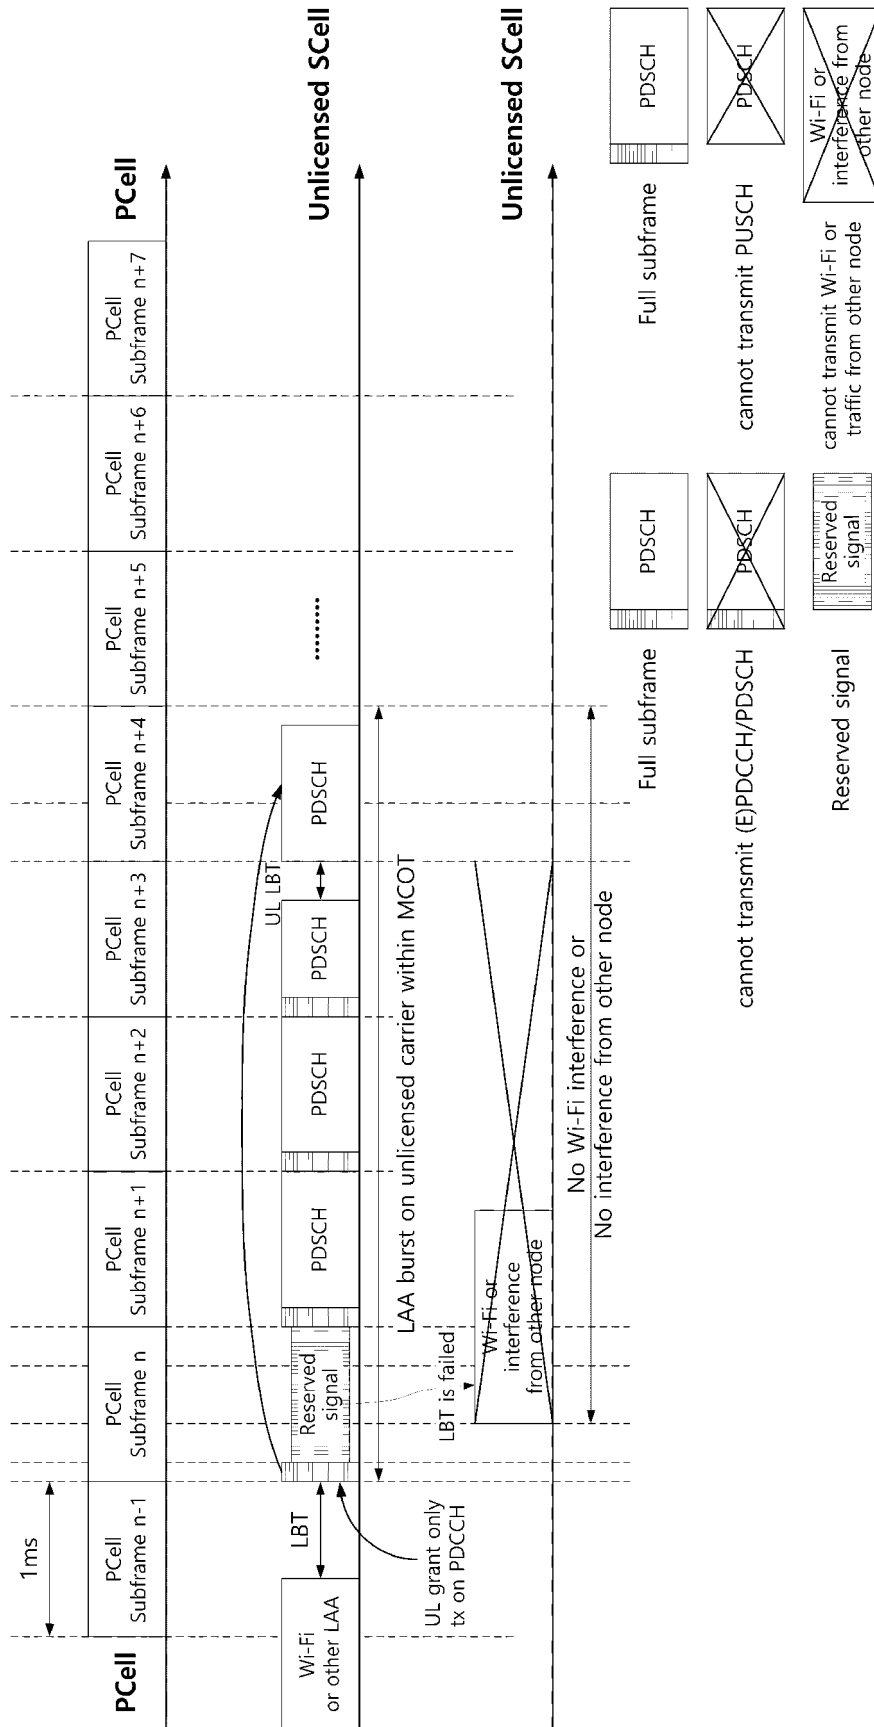 1ms
PCell
PCell
Subframe n-1
PCell
Subframe n
PCell
Subframe n+1
PCell
Subframe n+2
PCell
Subframe n+3
PCell
Subframe n+4
PCell
Subframe n+5
PCell
Subframe n+6
PCell
Subframe n+7
PCell
Wi-Fi
or other LAA
LBT
Reserved
signal
PDSCH
PDSCH
PDSCH
UL LBT
PDSCH
.........
Unlicensed SCell
UL grant only
tx on PDCCH
LAA burst on unlicensed carrier within MCOT
LBT is failed
Wi-Fi or
interference
from other node
Unlicensed SCell
No Wi-Fi interference or
No interference from other node
Full subframe
PDSCH
Full subframe
PDSCH
cannot transmit (E)PDCCH/PDSCH
PDSCH
cannot transmit PUSCH
PDSCH
Reserved signal
Reserved
signal
cannot transmit Wi-Fi or
traffic from other node
Wi-Fi or
interference from
other node